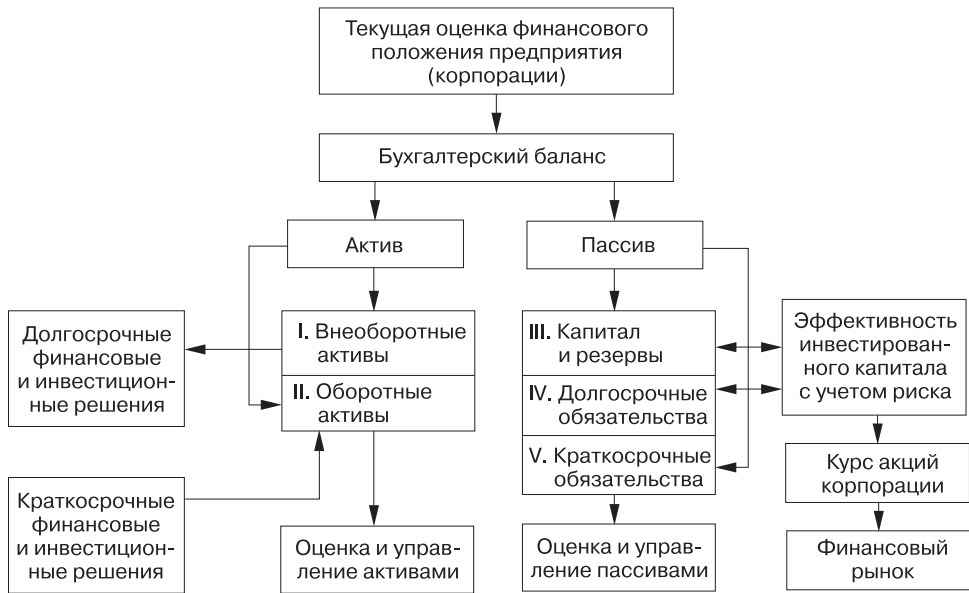 Текущая оценка финансового
положения предприятия
(корпорации)
Бухгалтерский баланс
Актив
Пассив
Долгосрочные
финансовые
и инвестицион-
ные решения
I. Внеоборотные
активы
II. Оборотные
активы
III. Капитал
и резервы
IV. Долгосрочные
обязательства
V. Краткосрочные
обязательства
Эффективность
инвестирован-
ного капитала
с учетом риска
Курс акций
корпорации
Краткосрочные
финансовые
и инвестицион-
ные решения
Оценка и управ-
ление активами
Оценка и управ-
ление пассивами
Финансовый
рынок